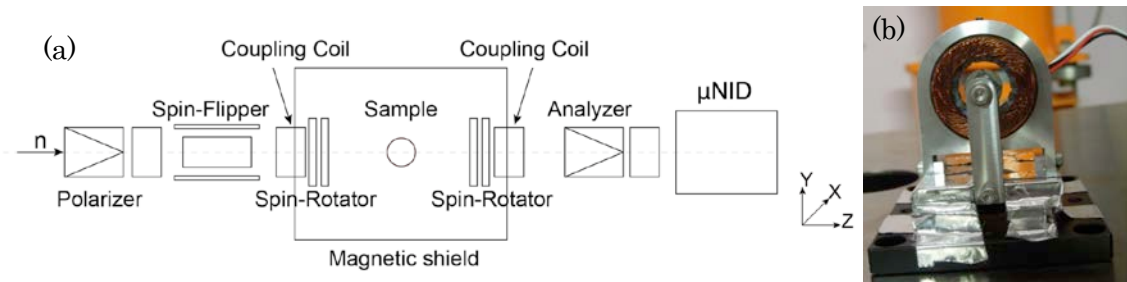 (a)
Coupling Coil
Coupling Coil
Spin-Flipper
Sample
Analyzer
μNID
n
Polarizer
Spin-Rotator
Spin-Rotator
Magnetic shield
Y
X
Z
(b)